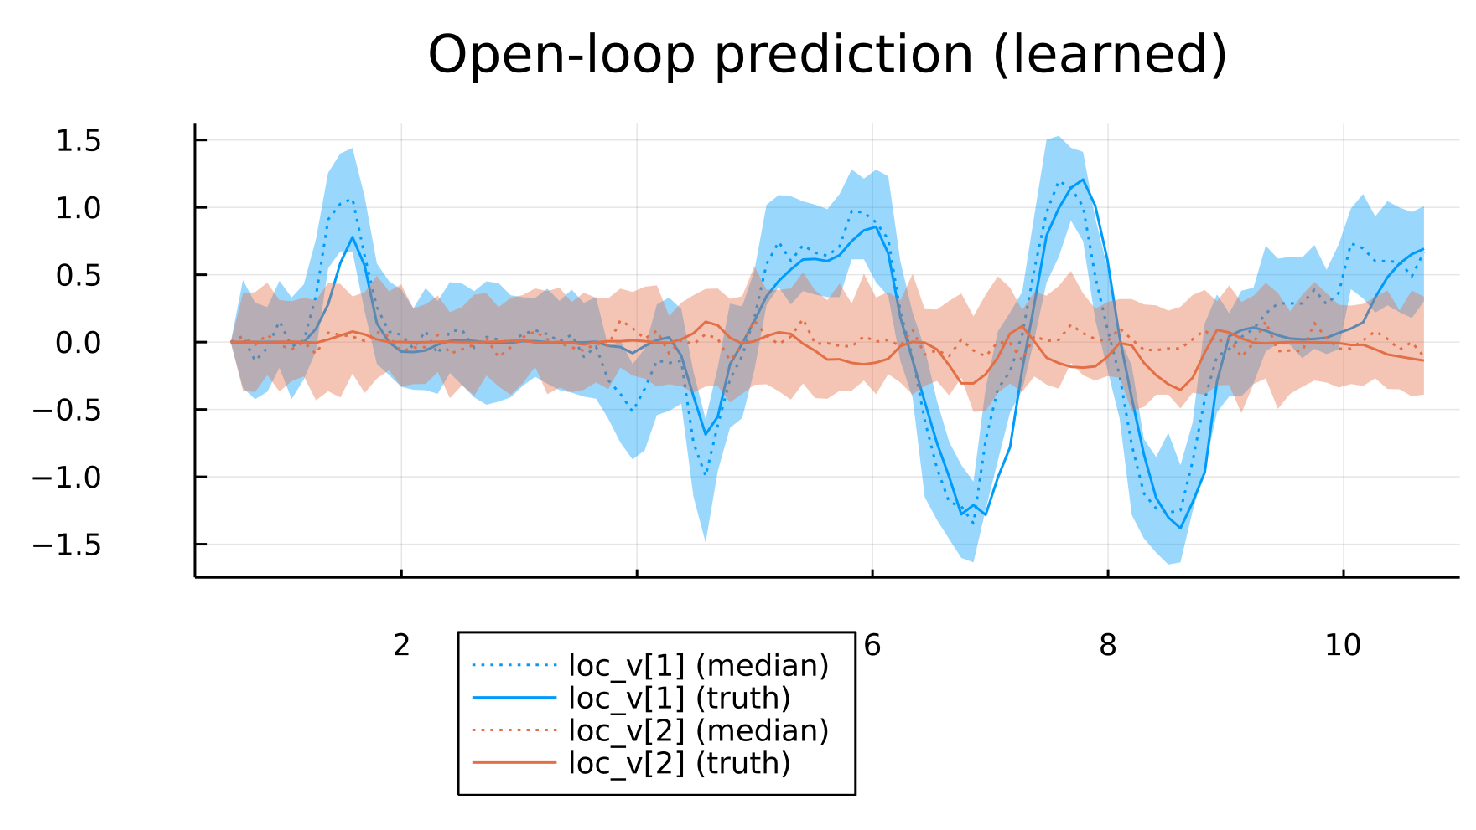 Open-loop prediction (learned)
1.5
1.0
0.5
0.0
−0.5
−1.0
−1.5
2 6 8 10
loc_v[1] (median)
loc_v[1] (truth)
loc_v[2] (median)
loc_v[2] (truth)